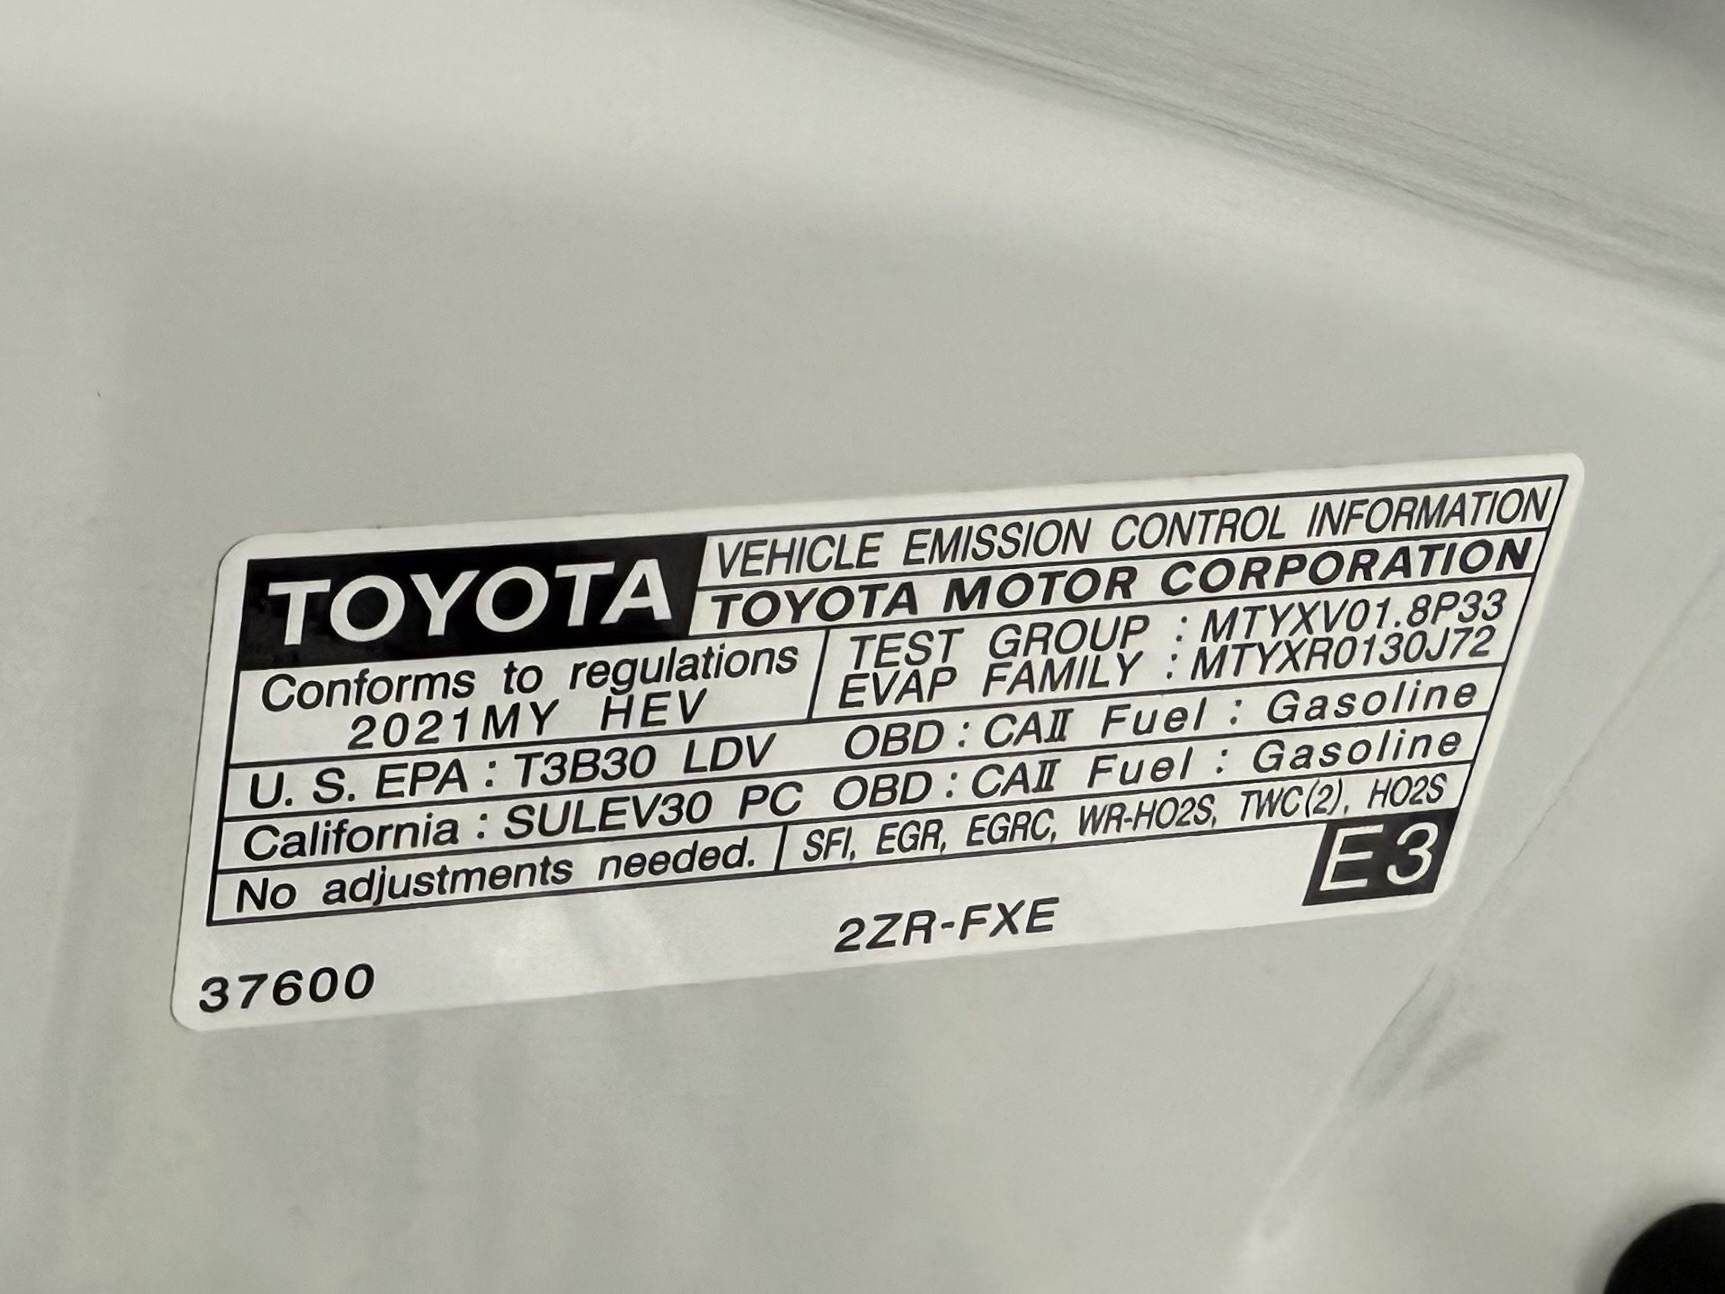 TOYOTA VEHICLE EMISSION CONTROL INFORMATION
TOYOTA MOTOR CORPORATION
Conforms to regulations
2021MY HEV
TEST GROUP : MTYXV01.8P33
EVAP FAMILY : MTYXR0130J72
U. S. EPA : T3B30 LDV OBD : CAⅡ Fuel : Gasoline
California : SULEV30 PC OBD : CAⅡ Fuel : Gasoline
No adjustments needed. SFI, EGR, EGRC, WR-HO2S, TWC(2), HO2S
E3
2ZR-FXE
37600